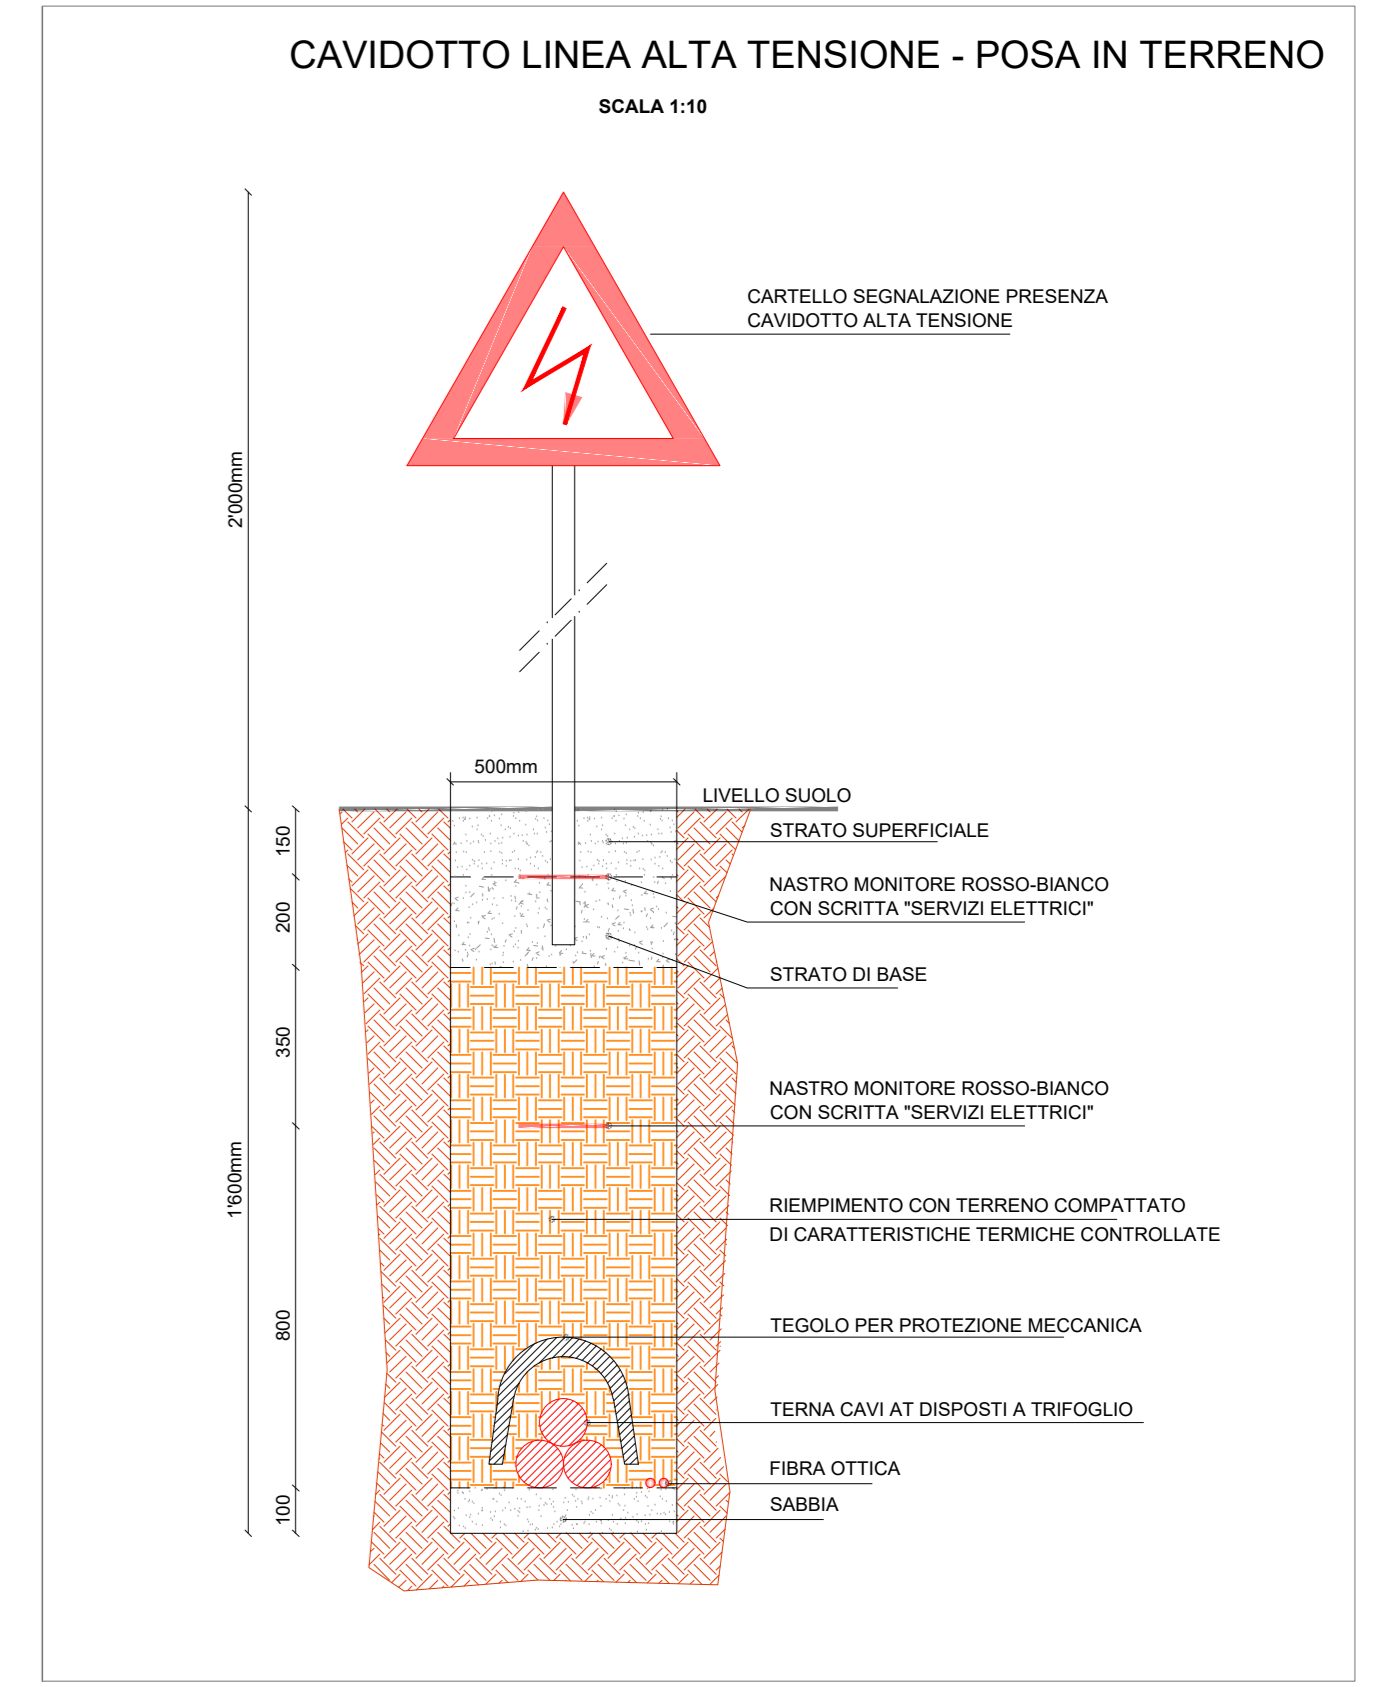 CAVIDOTTO LINEA ALTA TENSIONE - POSA IN TERRENO
SCALA 1:10
CARTELLO SEGNALAZIONE PRESENZA
CAVIDOTTO ALTA TENSIONE
2'000mm
500mm
LIVELLO SUOLO
150
STRATO SUPERFICIALE
NASTRO MONITORE ROSSO-BIANCO
CON SCRITTA "SERVIZI ELETTRICI"
200
STRATO DI BASE
350
NASTRO MONITORE ROSSO-BIANCO
CON SCRITTA "SERVIZI ELETTRICI"
1'600mm
RIEMPIMENTO CON TERRENO COMPATTATO
DI CARATTERISTICHE TERMICHE CONTROLLATE
800
TEGOLO PER PROTEZIONE MECCANICA
TERNA CAVI AT DISPOSTI A TRIFOGLIO
FIBRA OTTICA
100
SABBIA